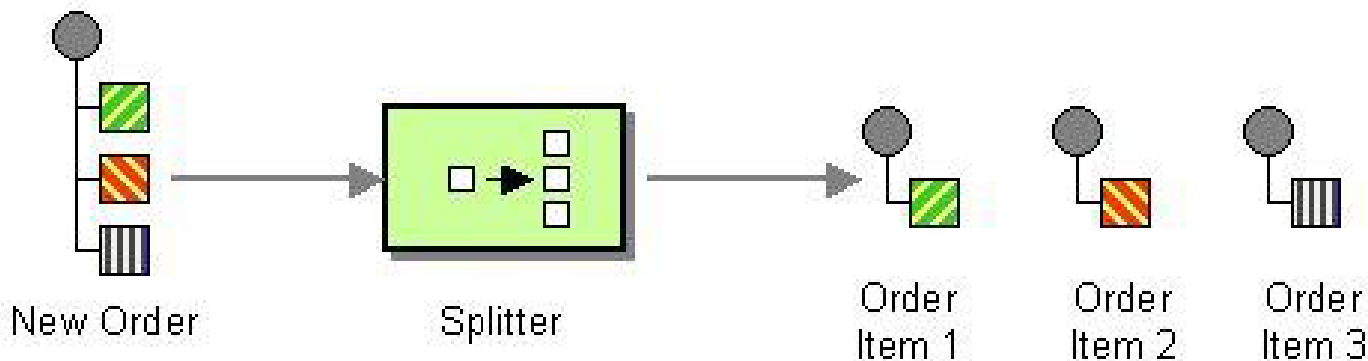 New Order
Splitter
Order
Item 1
Order
Item 2
Order
Item 3